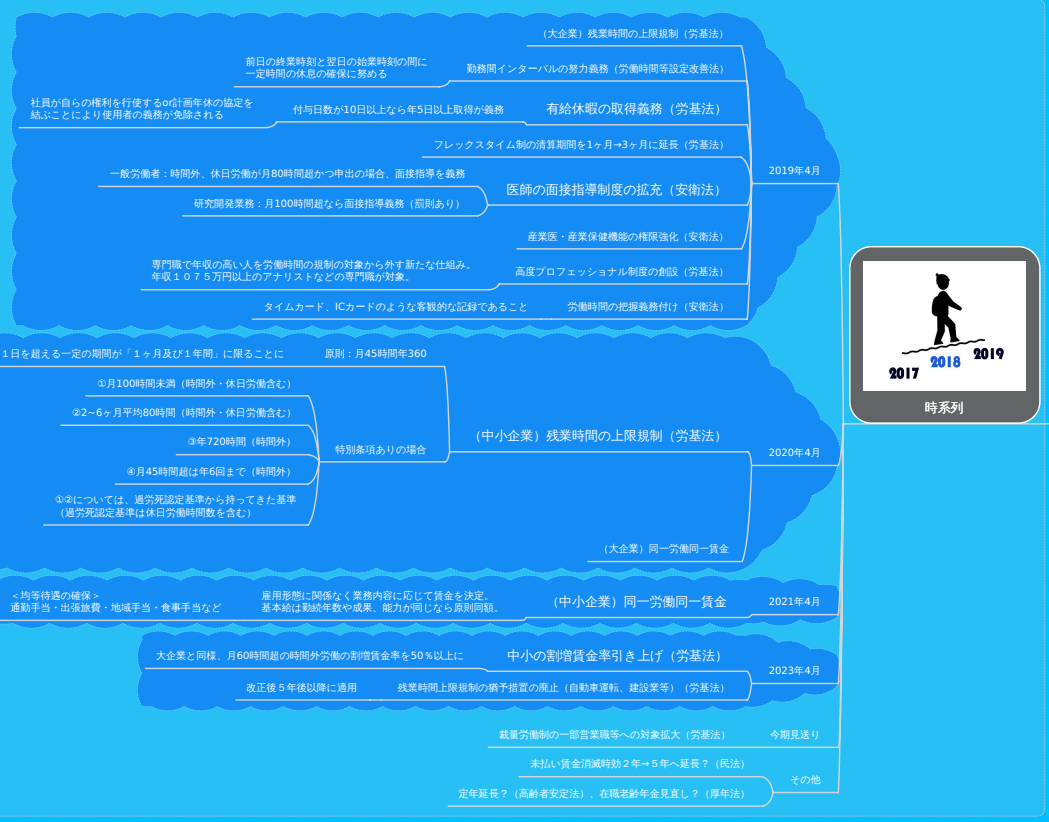 2017
2018
2019
時系列
2019年4月
（大企業）残業時間の上限規制（労基法）
勤務間インターバルの努力義務（労働時間等設定改善法）
前日の終業時刻と翌日の始業時刻の間に
一定時間の休息の確保に努める
有給休暇の取得義務（労基法）
付与日数が10日以上なら年5日以上取得が義務
社員が自らの権利を行使するor計画年休の協定を
結ぶことにより使用者の義務が免除される
フレックスタイム制の清算期間を1ヶ月→3ヶ月に延長（労基法）
医師の面接指導制度の拡充（安衛法）
一般労働者：時間外、休日労働が月80時間超かつ申出の場合、面接指導を義務
研究開発業務：月100時間超なら面接指導義務（罰則あり）
産業医・産業保健機能の権限強化（安衛法）
高度プロフェッショナル制度の創設（労基法）
専門職で年収の高い人を労働時間の規制の対象から外す新たな仕組み。
年収１０７５万円以上のアナリストなどの専門職が対象。
労働時間の把握義務付け（安衛法）
タイムカード、ICカードのような客観的な記録であること
2020年4月
（中小企業）残業時間の上限規制（労基法）
原則：月45時間年360
１日を超える一定の期間が「１ヶ月及び１年間」に限ることに
特別条項ありの場合
①月100時間未満（時間外・休日労働含む）
②2~6ヶ月平均80時間（時間外・休日労働含む）
③年720時間（時間外）
④月45時間超は年6回まで（時間外）
①②については、過労死認定基準から持ってきた基準
（過労死認定基準は休日労働時間数を含む）
（大企業）同一労働同一賃金
2021年4月
（中小企業）同一労働同一賃金
雇用形態に関係なく業務内容に応じて賃金を決定。
基本給は勤続年数や成果、能力が同じなら原則同額。
＜均等待遇の確保＞
通勤手当・出張旅費・地域手当・食事手当など
2023年4月
中小の割増賃金率引き上げ（労基法）
大企業と同様、月60時間超の時間外労働の割増賃金率を50％以上に
残業時間上限規制の猶予措置の廃止（自動車運転、建設業等）（労基法）
改正後５年後以降に適用
今期見送り
裁量労働制の一部営業職等への対象拡大（労基法）
その他
未払い賃金消滅時効２年→５年へ延長？（民法）
定年延長？（高齢者安定法）、在職老齢年金見直し？（厚年法）